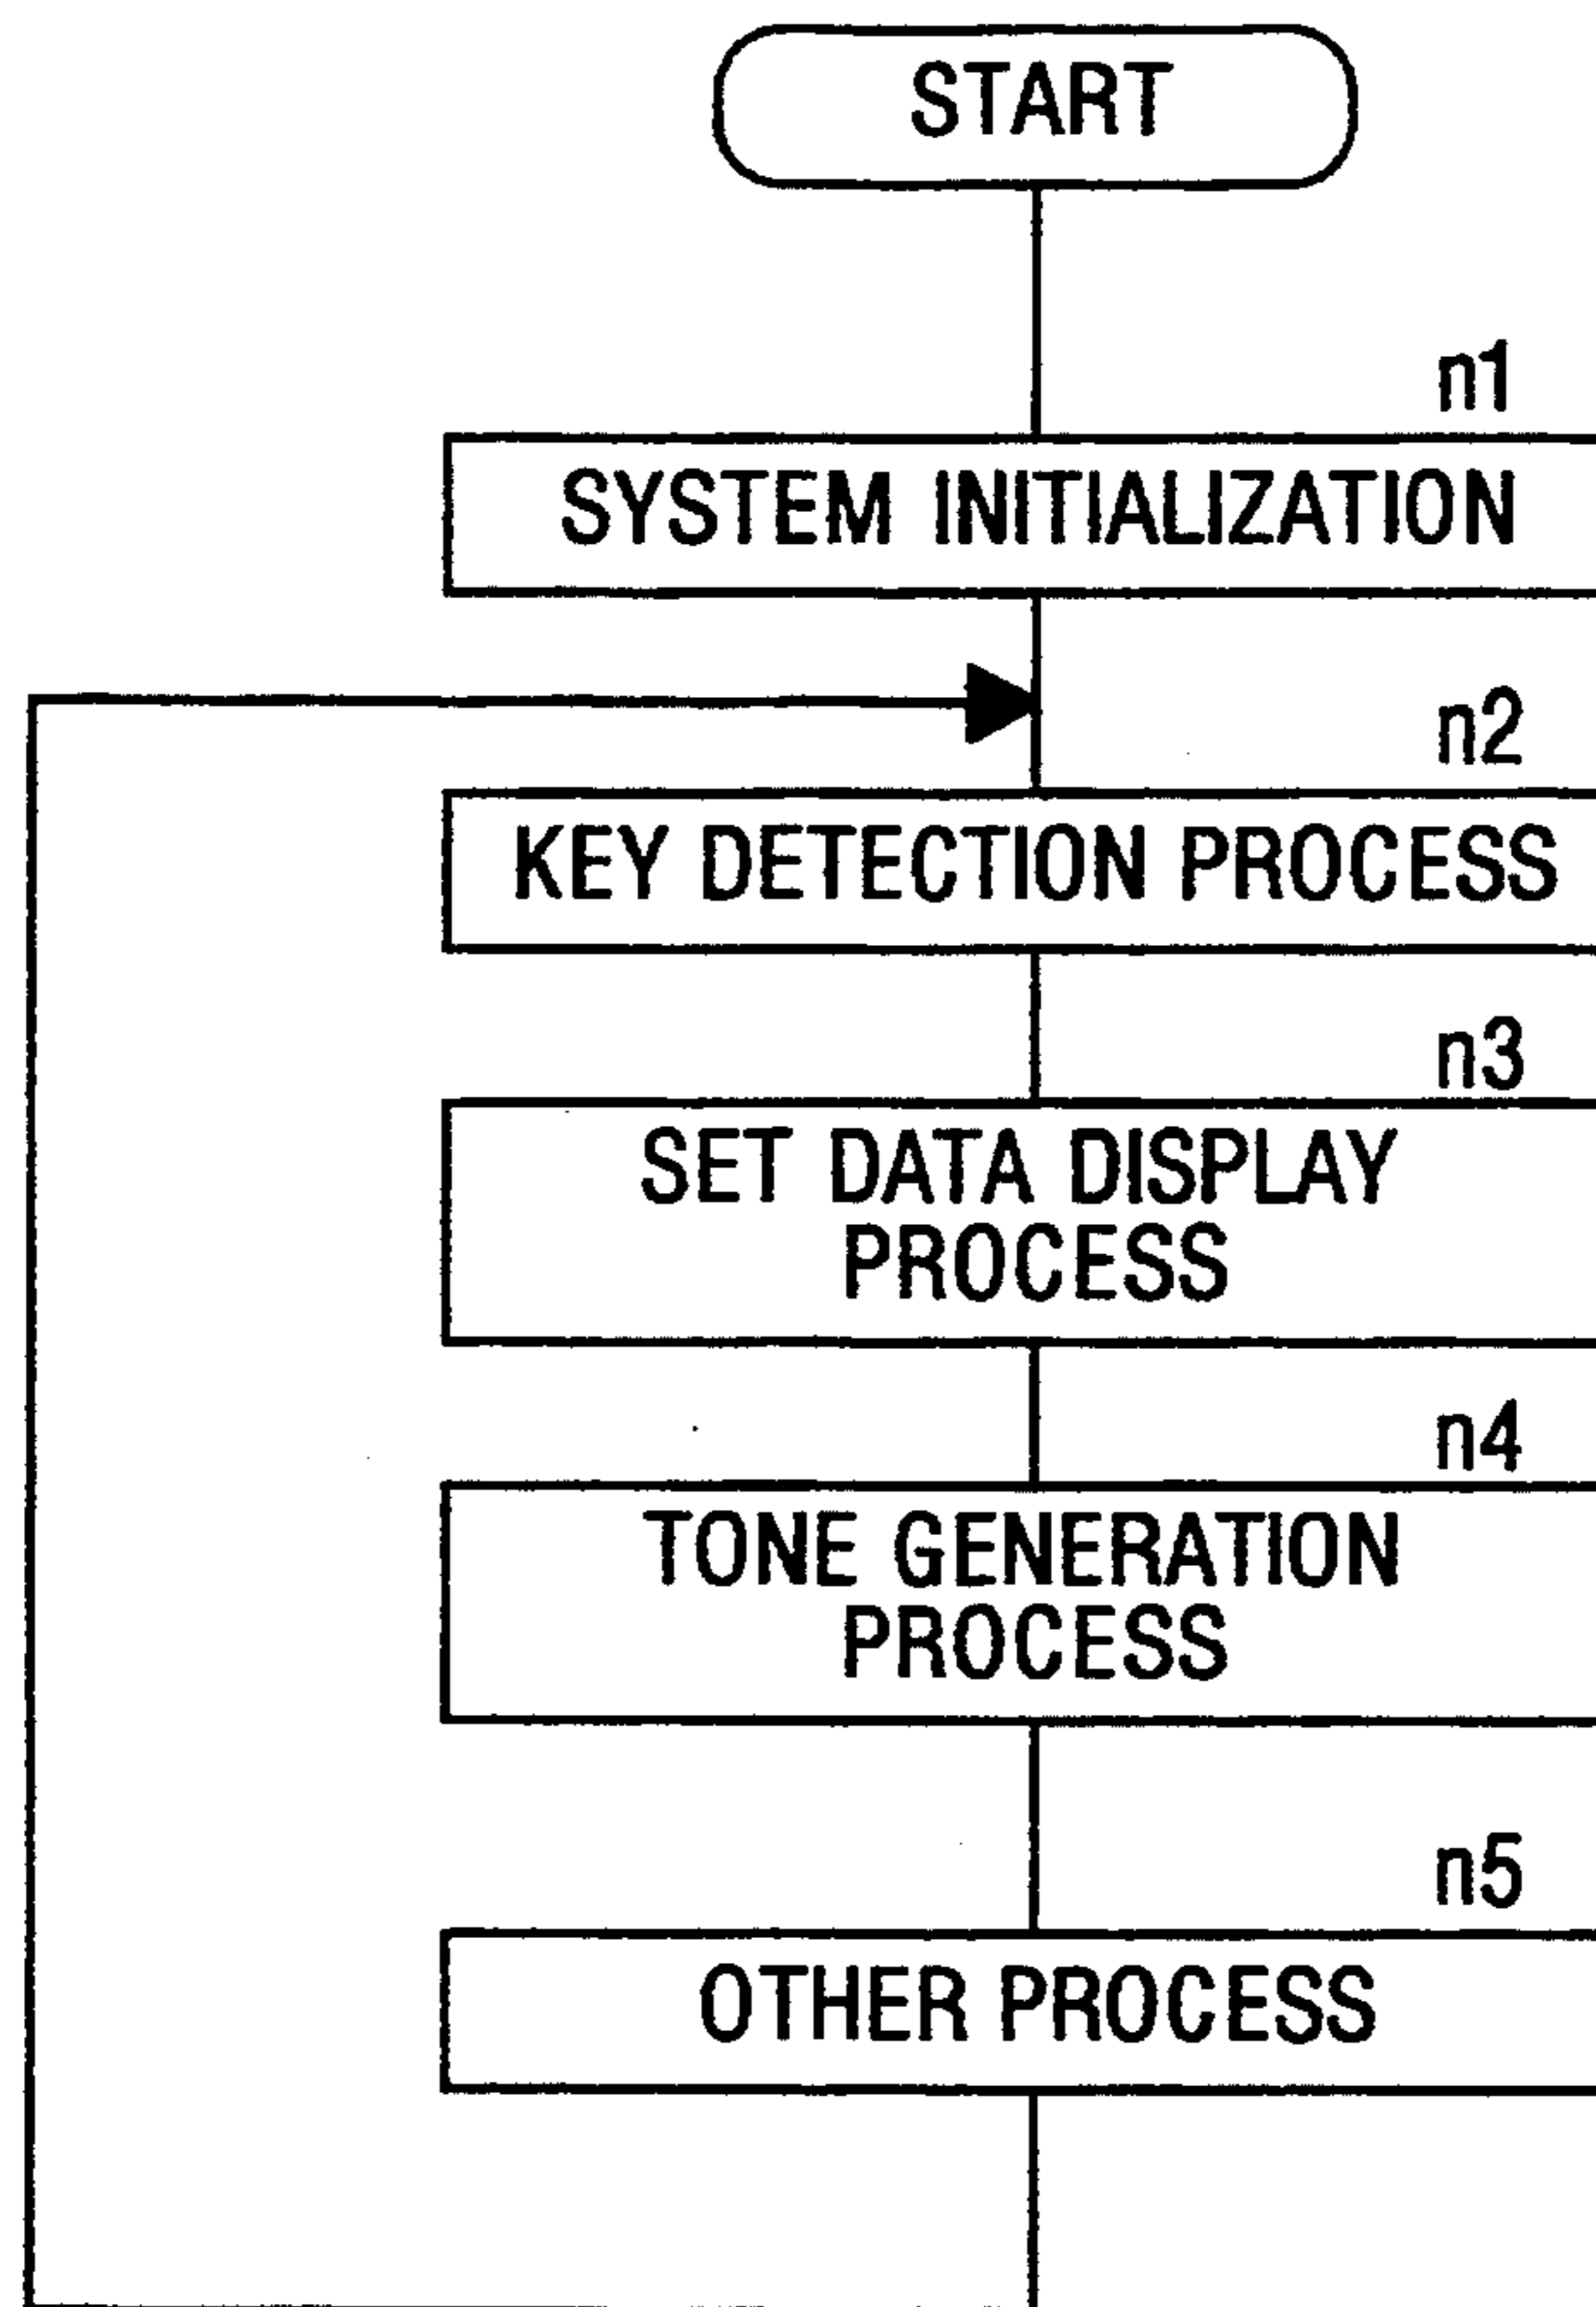 START
n1
SYSTEM INITIALIZATION
n2
KEY DETECTION PROCESS
n3
SET DATA DISPLAY
PROCESS
n4
TONE GENERATION
PROCESS
n5
OTHER PROCESS